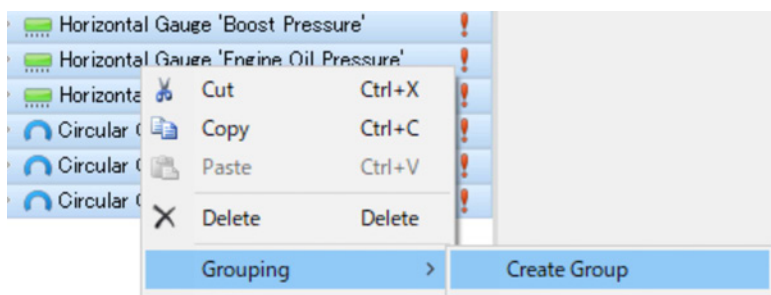 Horizontal Gauge 'Boost Pressure'
Horizontal Gauge 'Engine Oil Pressure'
Horizonta
Cut Ctrl+X
Circular
Copy Ctrl+C
Circular
Paste Ctrl+V
Circular
Delete Delete
Grouping > Create Group